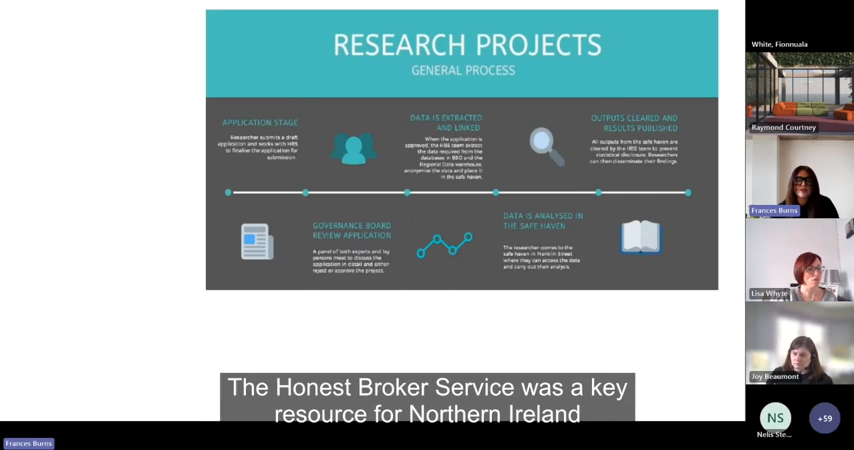 RESEARCH PROJECTS
GENERAL PROCESS
APPLICATION STAGE
Researcher submits a draft
application and works with HBS
to finalise the application for
submission.
DATA IS EXTRACTED
AND LINKED
When the application is
approved, the HBS team extract
the data required from the
databases in BSO and the
Regional Data warehouse,
anonymise the data and place it
in the safe haven.
OUTPUTS CLEARED AND
RESULTS PUBLISHED
All outputs from the safe haven are
cleared by the HBS team to prevent
statistical disclosure. Researchers
can then disseminate their findings.
GOVERNANCE BOARD
REVIEW APPLICATION
A panel of both experts and lay
persons meet to discuss the
application in detail and either
reject or approve the project.
DATA IS ANALYSED IN
THE SAFE HAVEN
The researcher comes to the
safe haven in Franklin Street
where they can access the data
and carry out their analysis.
The Honest Broker Service was a key
resource for Northern Ireland
Frances Burns
White, Fionnuala
Raymond Courtney
Frances Burns
Lisa Whyte
Joy Beaumont
NS
Nelis Ste...
+59